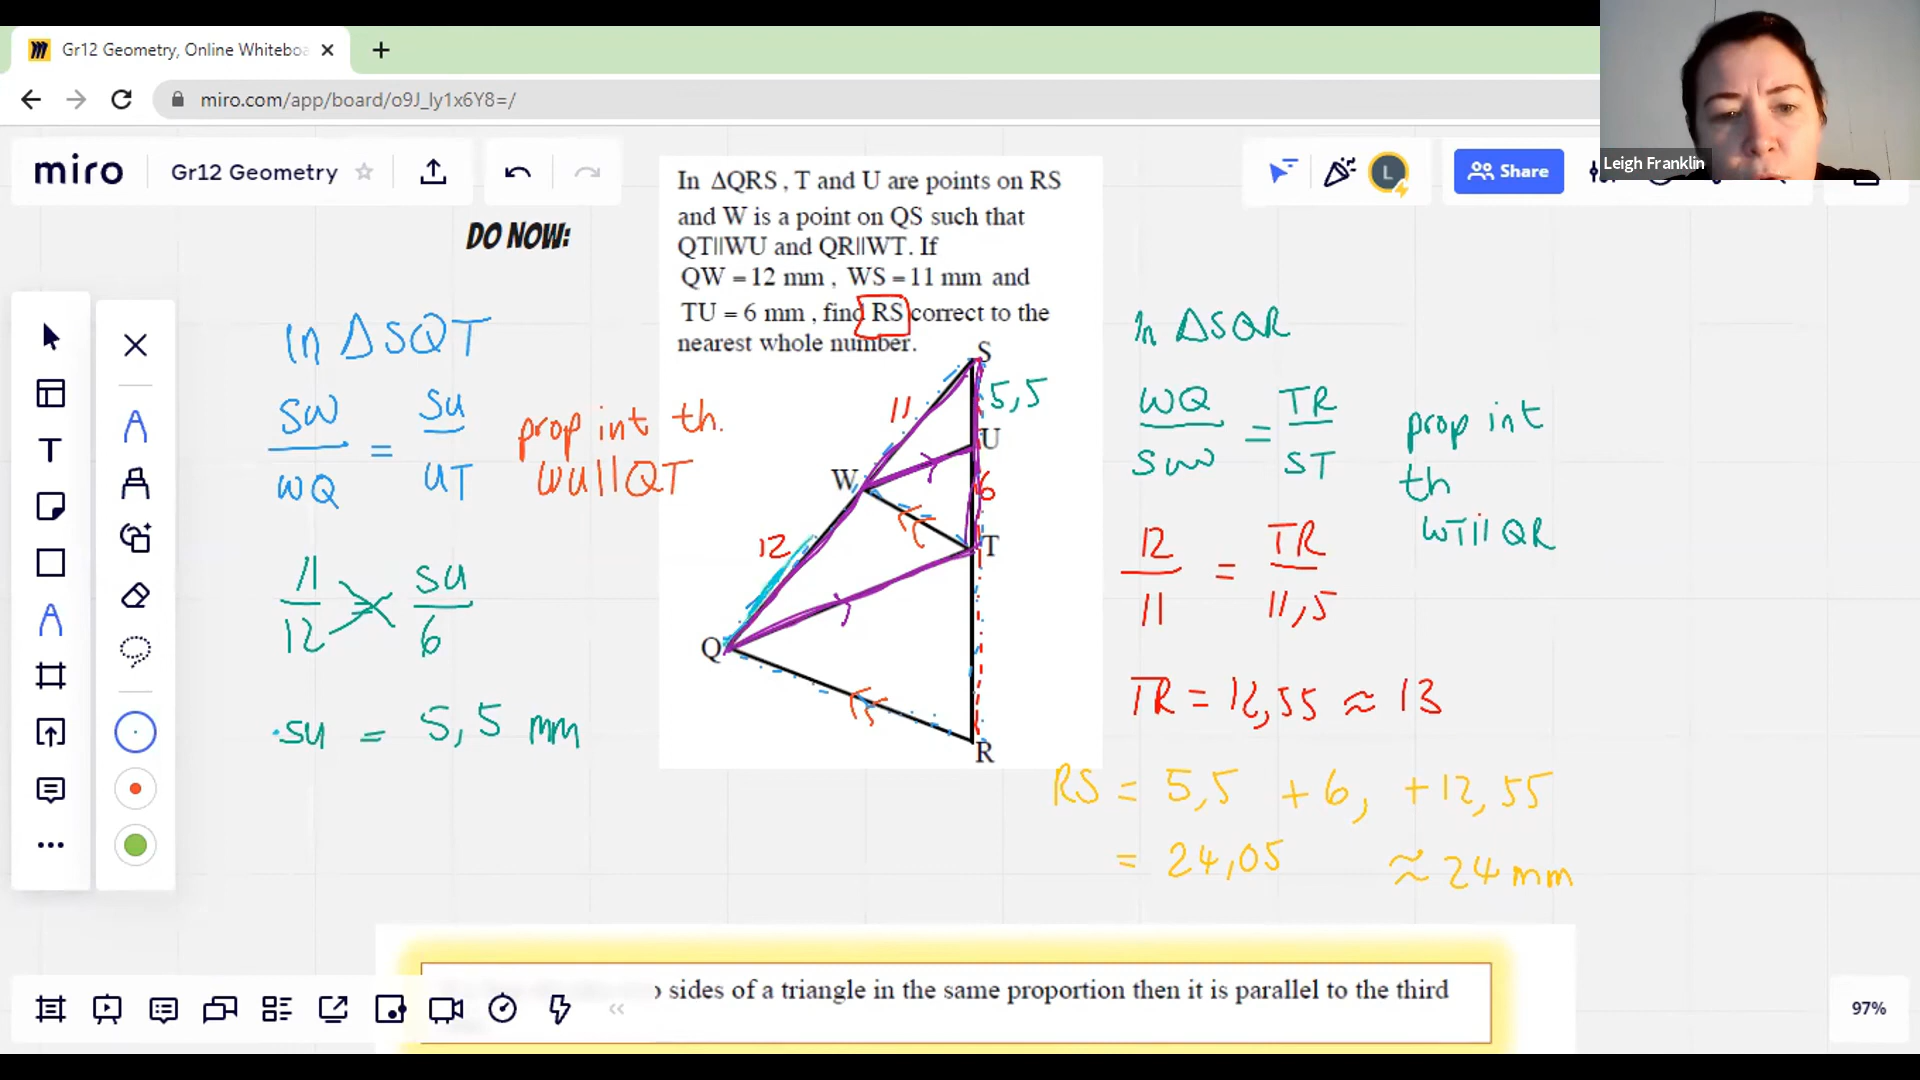 Gr12 Geometry, Online Whiteboa
miro.com/app/board/o9J_ly1x6Y8=/
Leigh Franklin
miro
Gr12 Geometry
L
Share
DO NOW:
In ΔQRS, T and U are points on RS
and W is a point on QS such that
QT||WU and QR||WT. If
QW = 12 mm, WS = 11 mm and
TU = 6 mm, find RS correct to the
nearest whole number.
S
5,5
11
U
W
6
12
T
Q
R
In ΔSQT
SW/WQ = SU/UT
prop int th.
WU||QT
11/12 = SU/6
SU = 5,5 mm
In ΔSQR
WQ/SW = TR/ST
prop int
th
WT||QR
12/11 = TR/11,5
TR = 12,55 ≈ 13
RS = 5,5 + 6, + 12,55
= 24,05 ≈ 24mm
sides of a triangle in the same proportion then it is parallel to the third
97%